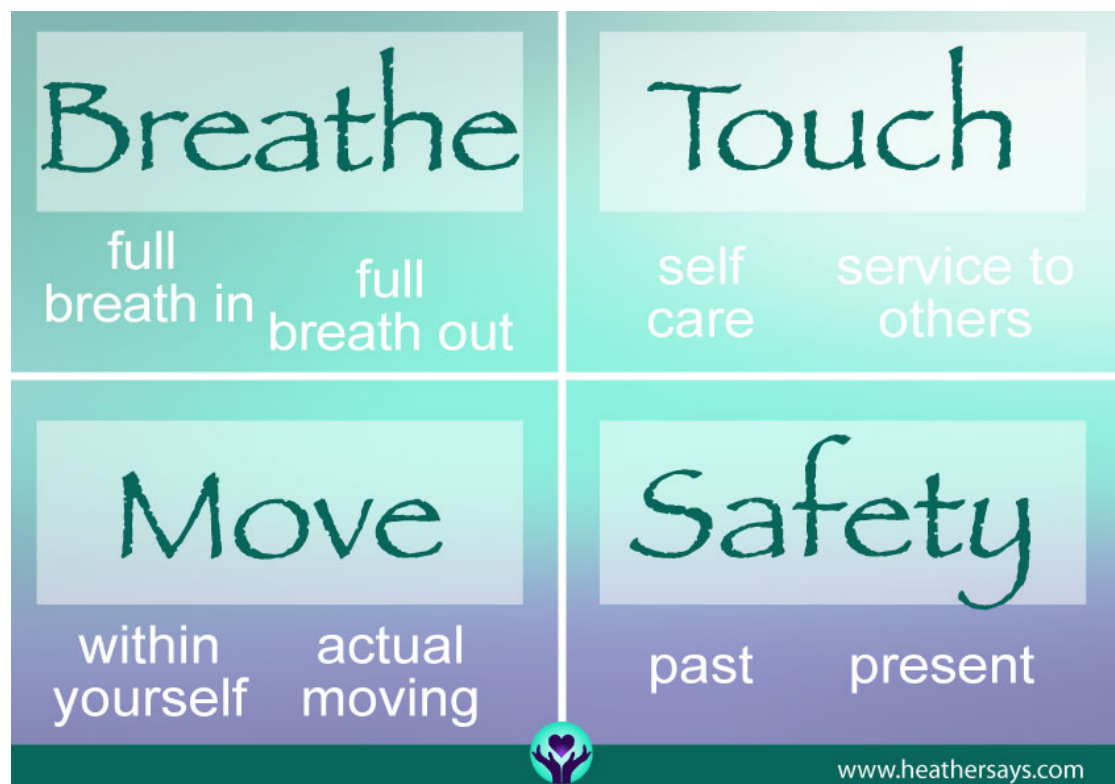 Breathe
full
breath in
full
breath out
Touch
self
care
service to
others
Move
within
yourself
actual
moving
Safety
past
present
www.heathersays.com